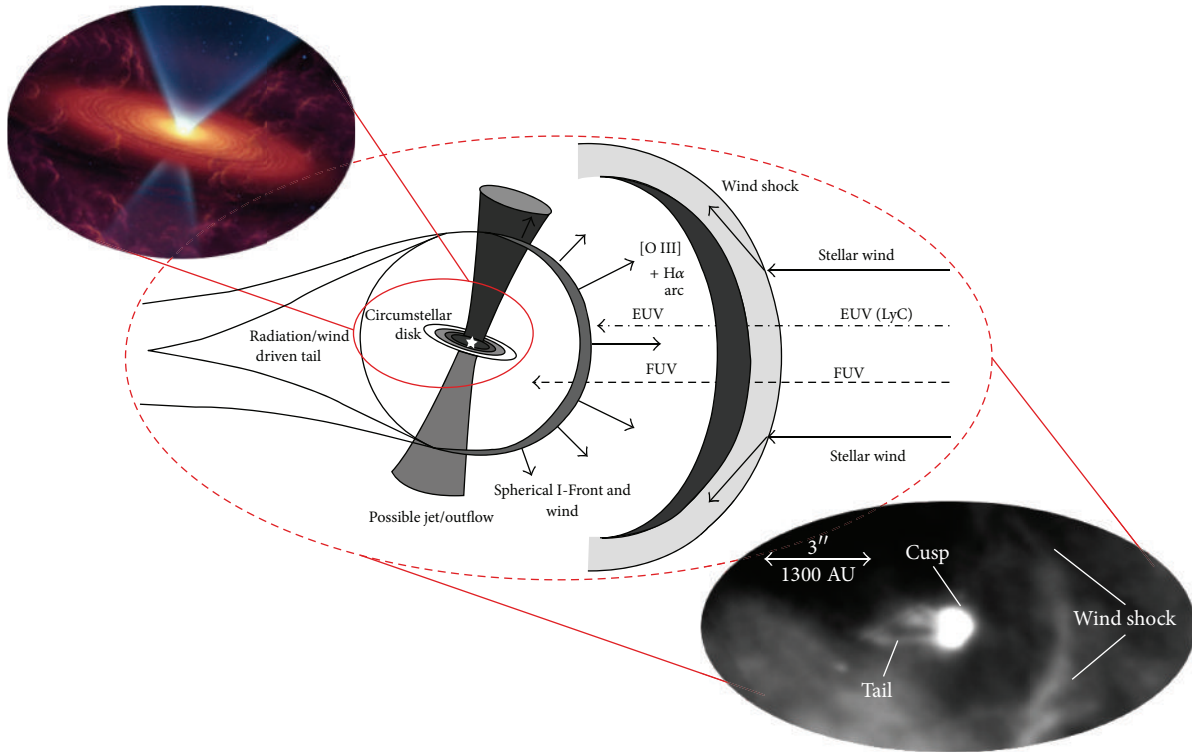 Wind shock
[O III]
+ Hα
arc
Stellar wind
Circumstellar
disk
EUV
EUV (LyC)
Radiation/wind
driven tail
FUV
FUV
Stellar wind
Spherical I-Front and
wind
Possible jet/outflow
3″
1300 AU
Cusp
Wind shock
Tail